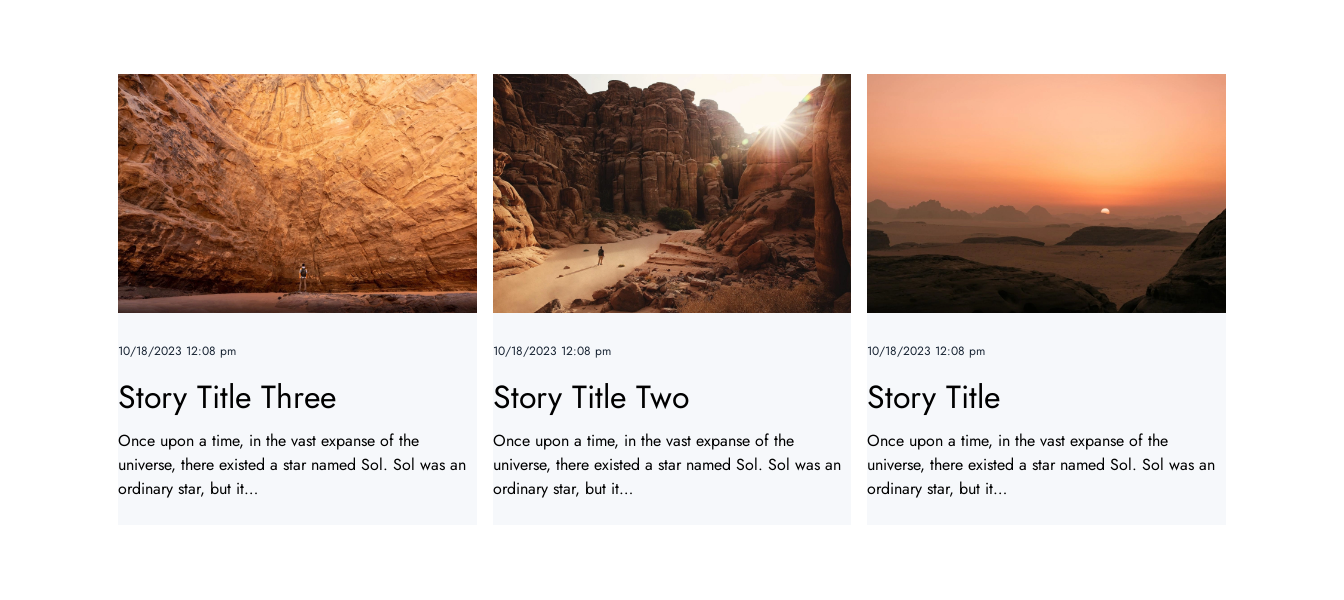 10/18/2023 12:08 pm
Story Title Three
Once upon a time, in the vast expanse of the
universe, there existed a star named Sol. Sol was an
ordinary star, but it…
10/18/2023 12:08 pm
Story Title Two
Once upon a time, in the vast expanse of the
universe, there existed a star named Sol. Sol was an
ordinary star, but it…
10/18/2023 12:08 pm
Story Title
Once upon a time, in the vast expanse of the
universe, there existed a star named Sol. Sol was an
ordinary star, but it…